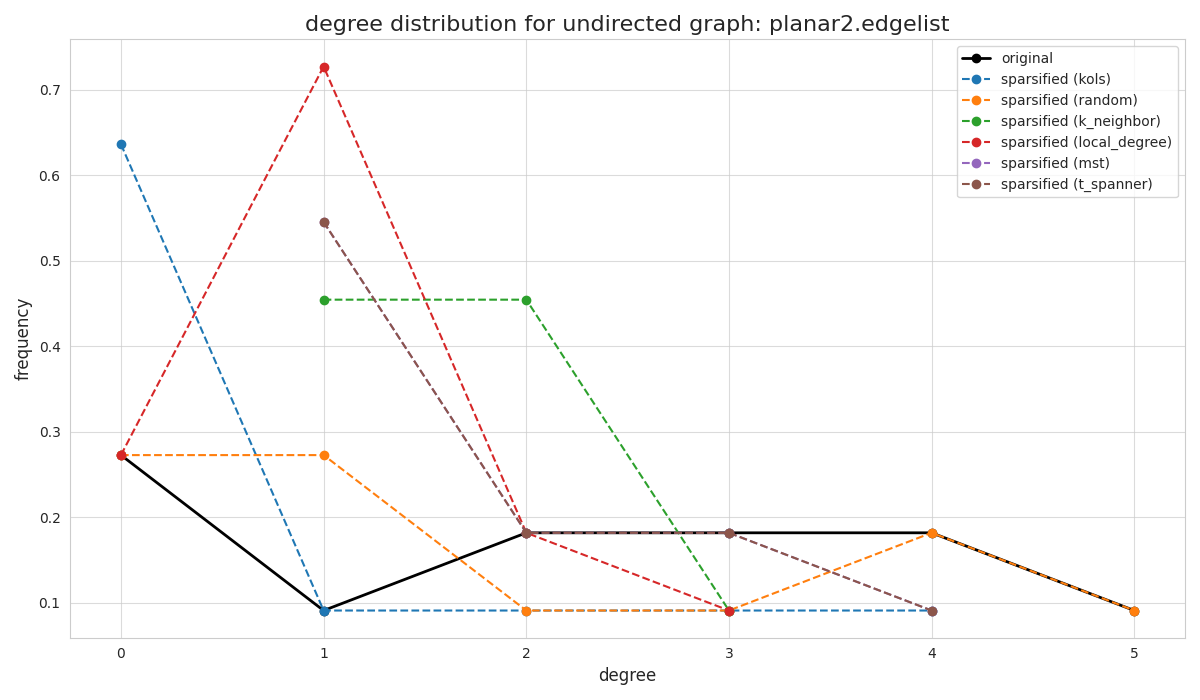 degree distribution for undirected graph: planar2.edgelist
original
sparsified (kols)
sparsified (random)
sparsified (k_neighbor)
sparsified (local_degree)
sparsified (mst)
sparsified (t_spanner)
frequency
0.7
0.6
0.5
0.4
0.3
0.2
0.1
0 1 2 3 4 5
degree